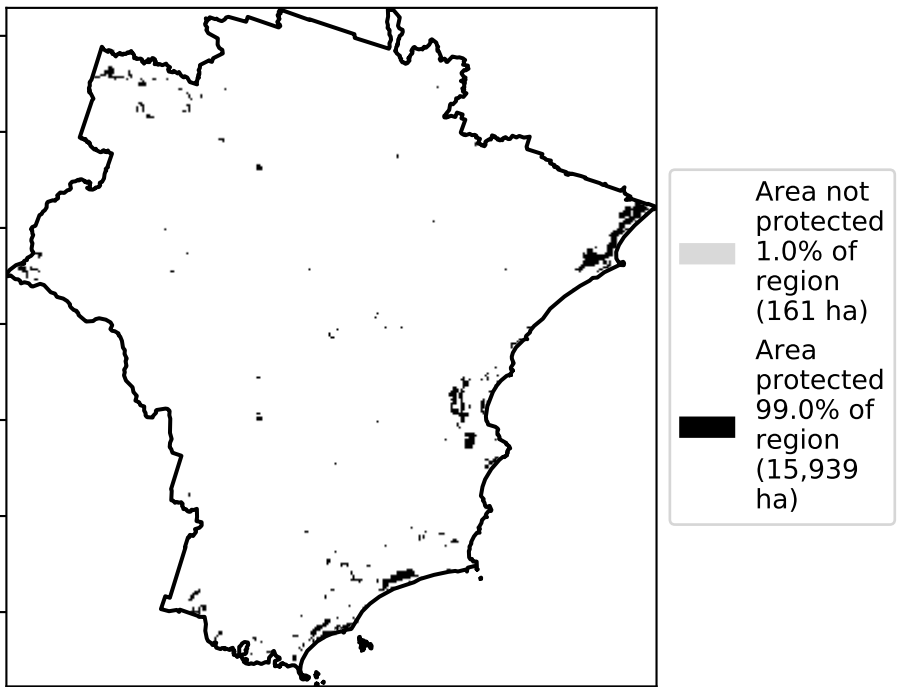 Area not
protected
1.0% of
region
(161 ha)
Area
protected
99.0% of
region
(15,939
ha)